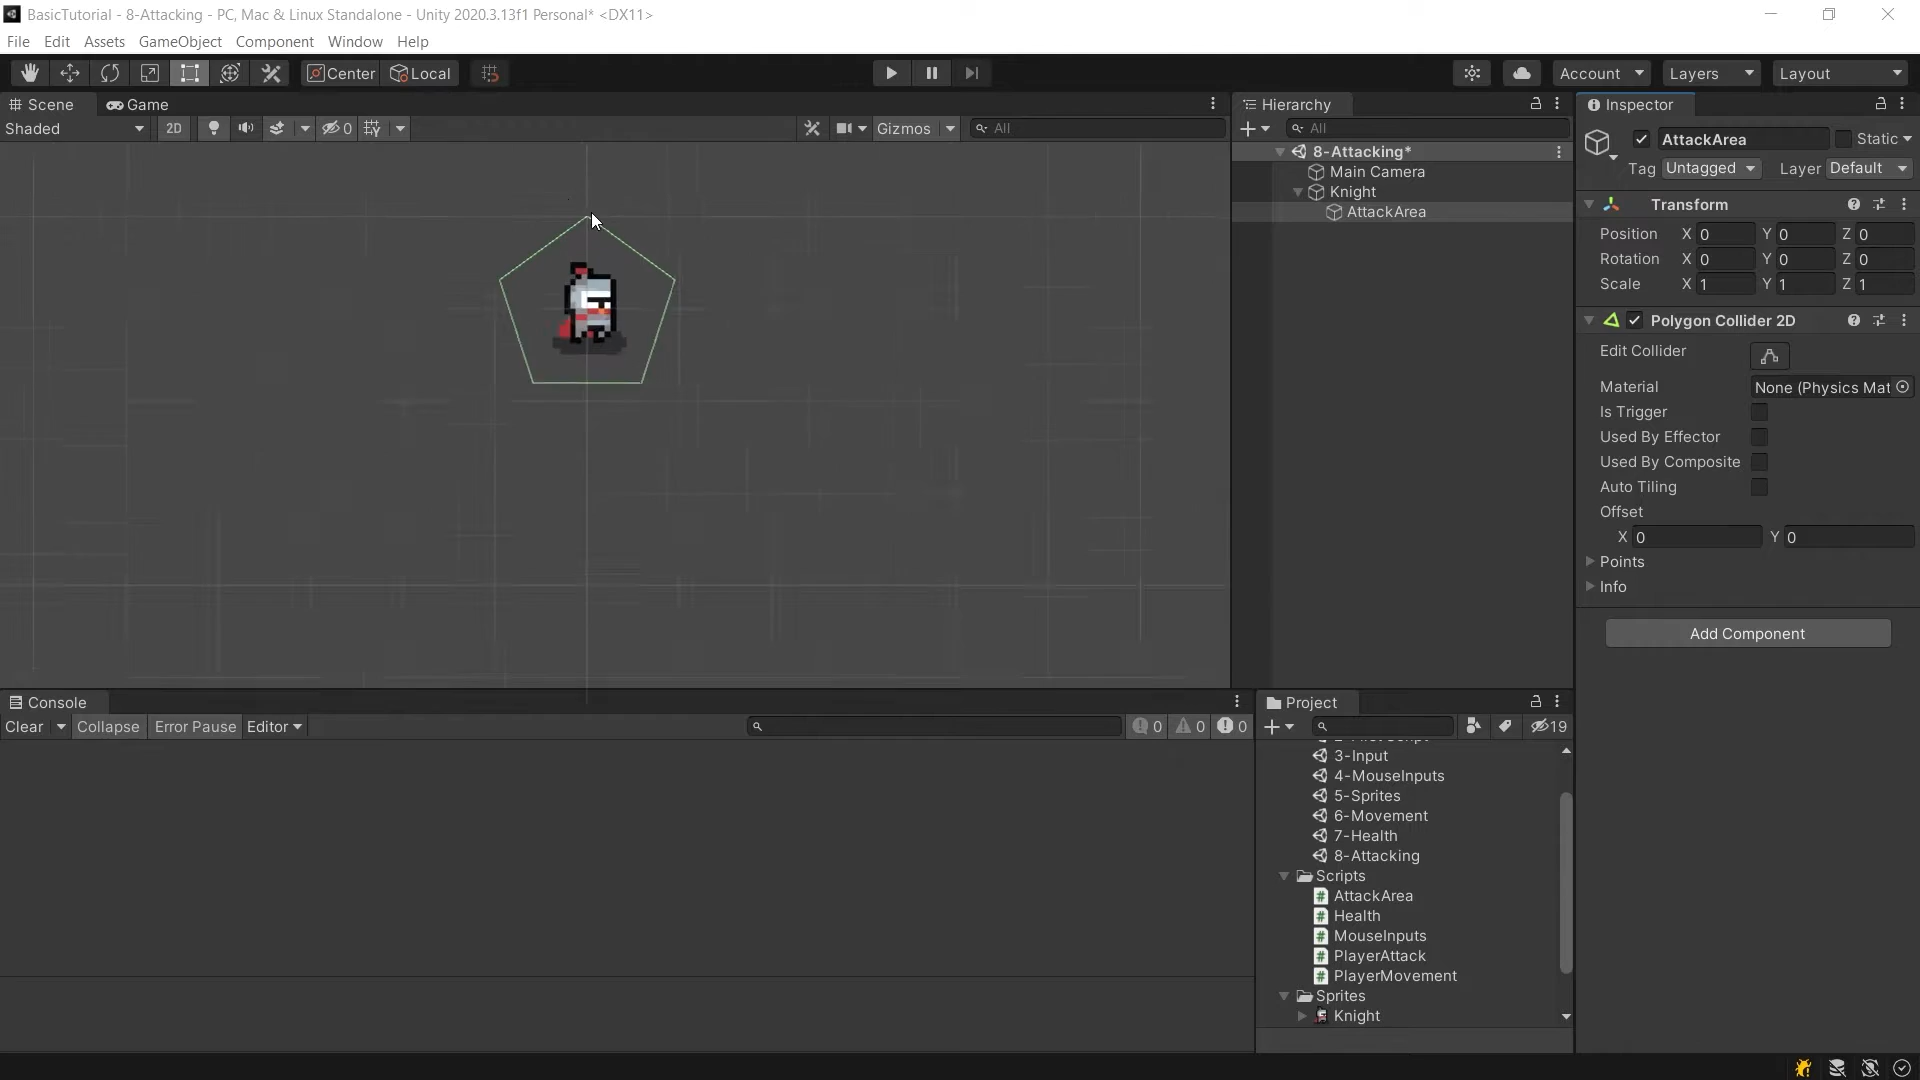 BasicTutorial - 8-Attacking - PC, Mac & Linux Standalone - Unity 2020.3.13f1 Personal* <DX11>
File Edit Assets GameObject Component Window Help
Center Local Account Layers Layout
Scene Game
Shaded 2D 0 Gizmos All
Hierarchy
All
8-Attacking*
Main Camera
Knight
AttackArea
Inspector
AttackArea Static
Tag Untagged Layer Default
Transform
Position X 0 Y 0 Z 0
Rotation X 0 Y 0 Z 0
Scale X 1 Y 1 Z 1
Polygon Collider 2D
Edit Collider
Material None (Physics Mat
Is Trigger
Used By Effector
Used By Composite
Auto Tiling
Offset
X 0 Y 0
Points
Info
Add Component
Console
Clear Collapse Error Pause Editor 0 0 0
Project
19
3-Input
4-MouseInputs
5-Sprites
6-Movement
7-Health
8-Attacking
Scripts
AttackArea
Health
MouseInputs
PlayerAttack
PlayerMovement
Sprites
Knight